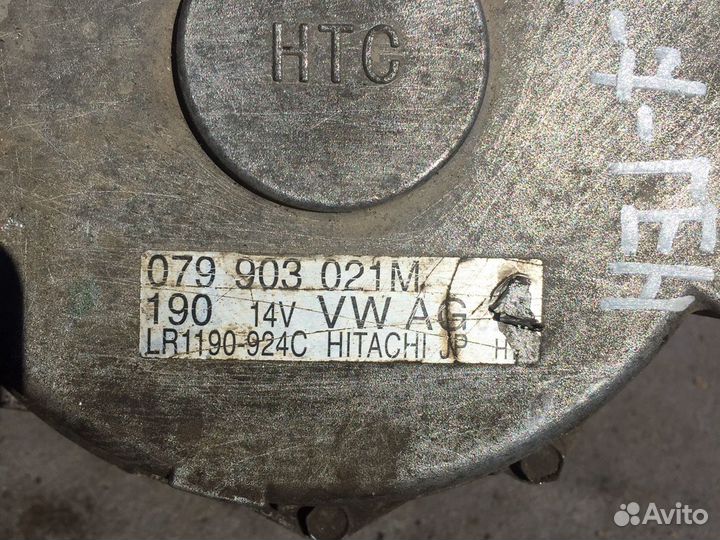 HTC
079 903 021M
190 14V VW AG
LR1190-924C HITACHI JP H
ГЕН
Avito